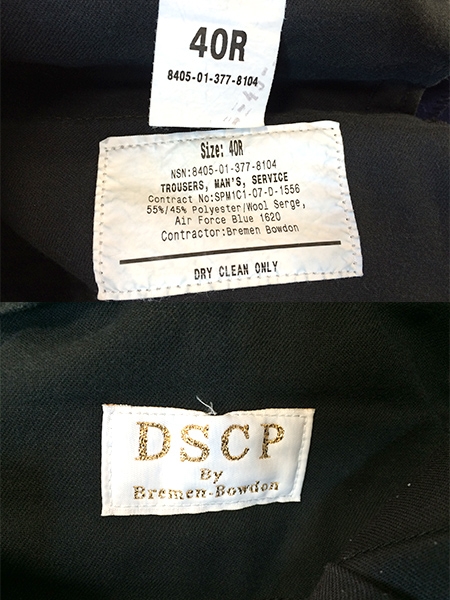 40R
8405-01-377-8104
Size: 40R
NSN:8405-01-377-8104
TROUSERS, MAN'S, SERVICE
Contract No:SPM1C1-07-D-1556
55%/45% Polyester/Wool Serge,
Air Force Blue 1620
Contractor:Bremen Bowdon
DRY CLEAN ONLY
DSCP
By
Bremen-Bowdon